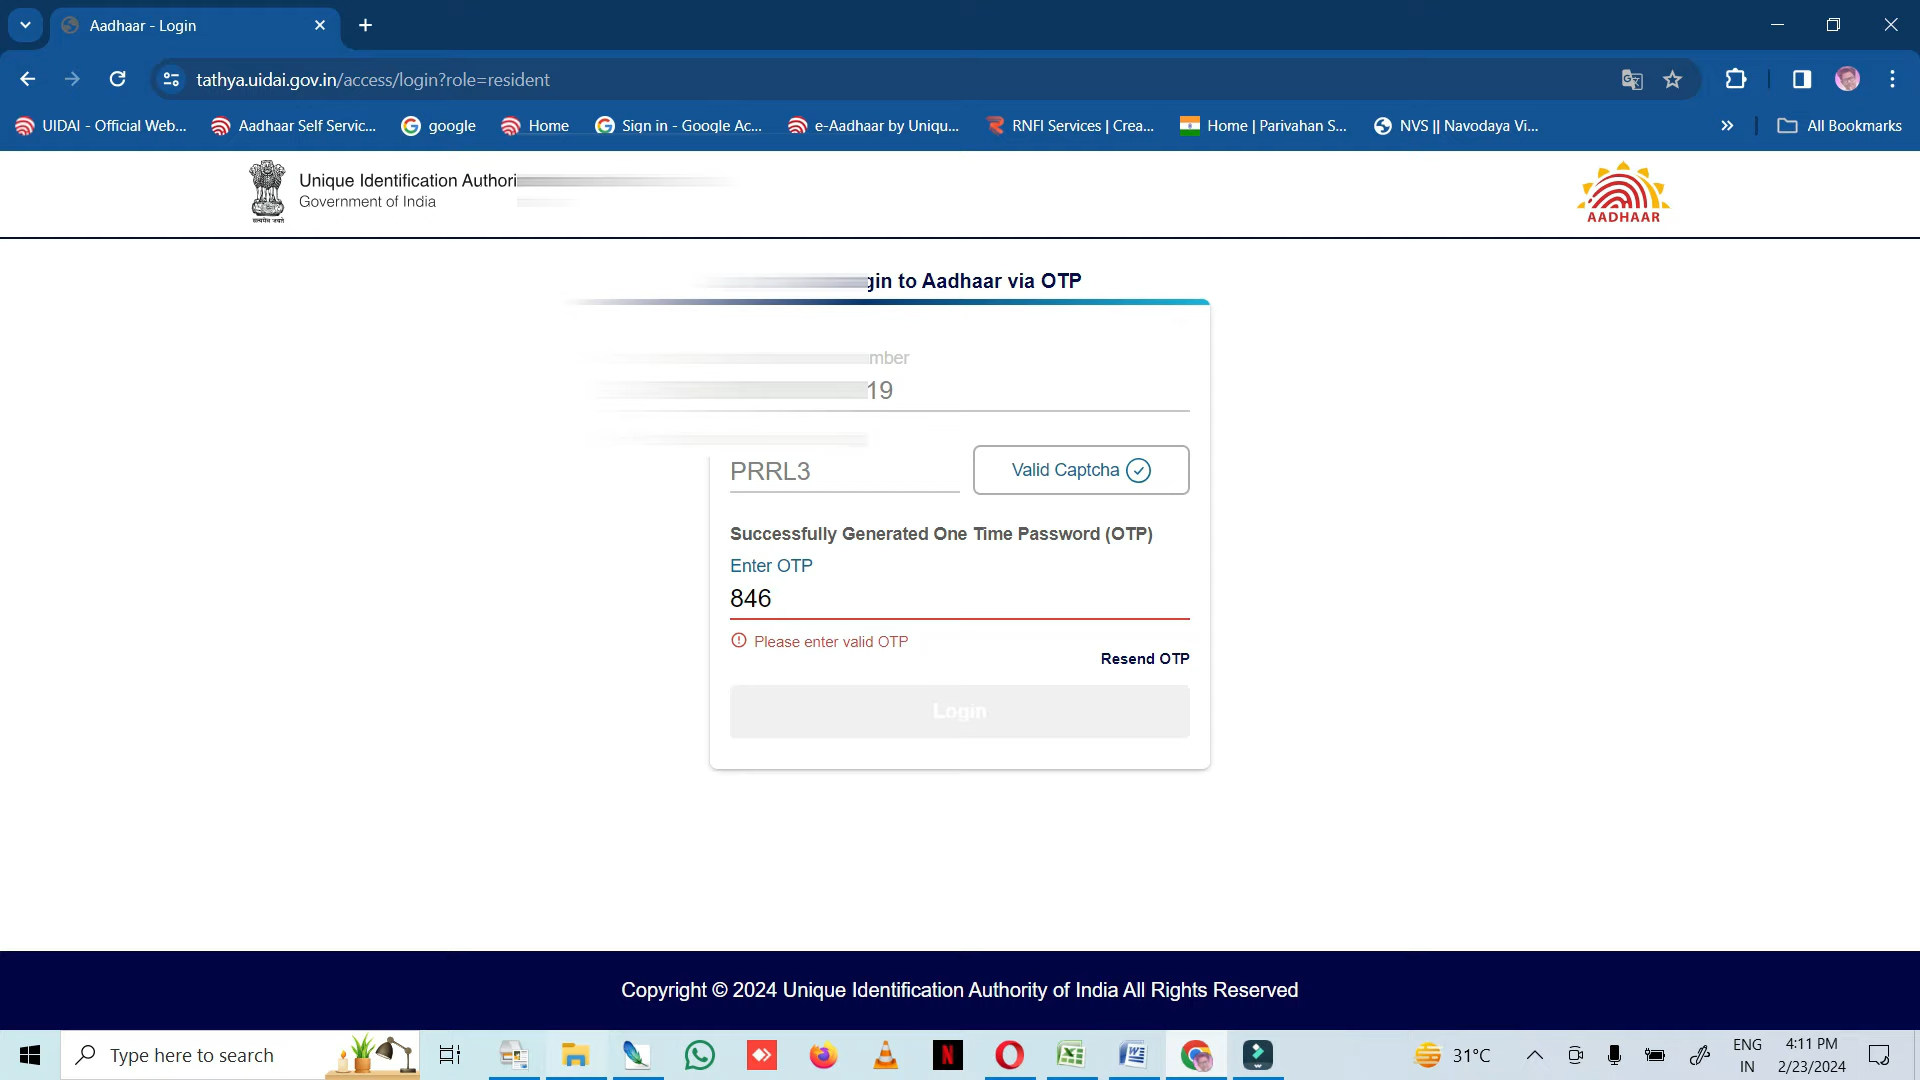 Aadhaar - Login
tathya.uidai.gov.in/access/login?role=resident
UIDAI - Official Web...
Aadhaar Self Servic...
google
Home
Sign in - Google Ac...
e-Aadhaar by Uniqu...
RNFI Services | Crea...
Home | Parivahan S...
NVS || Navodaya Vi...
All Bookmarks
सत्यमेव जयते
Unique Identification Authori
Government of India
AADHAAR
gin to Aadhaar via OTP
mber
19
PRRL3
Valid Captcha
Successfully Generated One Time Password (OTP)
Enter OTP
846
Please enter valid OTP
Resend OTP
Login
Copyright © 2024 Unique Identification Authority of India All Rights Reserved
Type here to search
31°C
ENG
IN
4:11 PM
2/23/2024